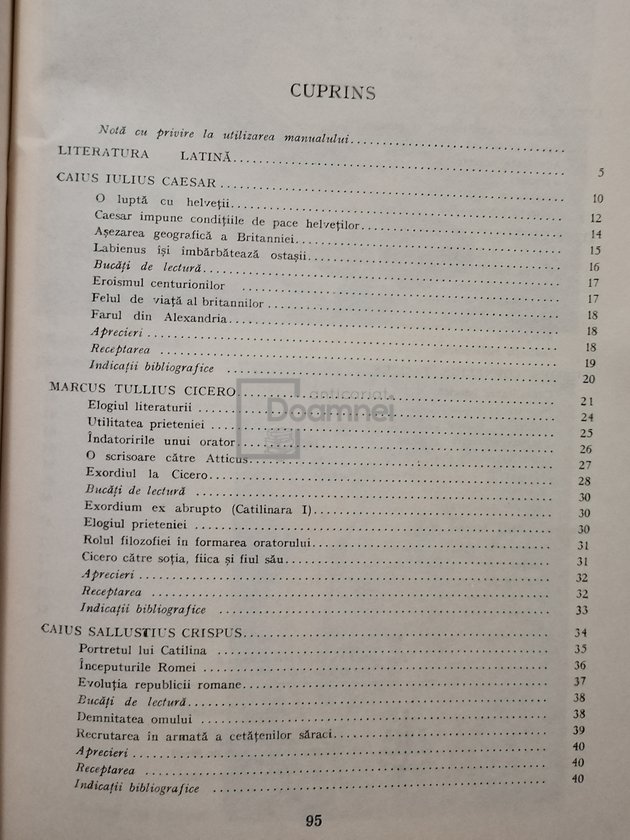 CUPRINS
Notă cu privire la utilizarea manualului
LITERATURA LATINĂ 5
CAIUS IULIUS CAESAR 10
O luptă cu helveții 12
Caesar impune condițiile de pace helveților 14
Așezarea geografică a Britanniei 15
Labienus își îmbărbătează ostașii 16
Bucăți de lectură 17
Eroismul centurionilor 17
Felul de viață al britannilor 18
Farul din Alexandria 18
Aprecieri 18
Receptarea 19
Indicații bibliografice 20
MARCUS TULLIUS CICERO 21
Elogiul literaturii 24
Utilitatea prieteniei 25
Îndatoririle unui orator 26
O scrisoare către Atticus 27
Exordiul la Cicero 28
Bucăți de lectură 30
Exordium ex abrupto (Catilinara I) 30
Elogiul prieteniei 30
Rolul filozofiei în formarea oratorului 31
Cicero către soția, fiica și fiul său 31
Aprecieri 32
Receptarea 32
Indicații bibliografice 33
CAIUS SALLUSTIUS CRISPUS 34
Portretul lui Catilina 35
Începuturile Romei 36
Evoluția republicii romane 37
Bucăți de lectură 38
Demnitatea omului 38
Recrutarea în armată a cetățenilor săraci 39
Aprecieri 40
Receptarea 40
Indicații bibliografice 40
95
anticariat
Doamnei